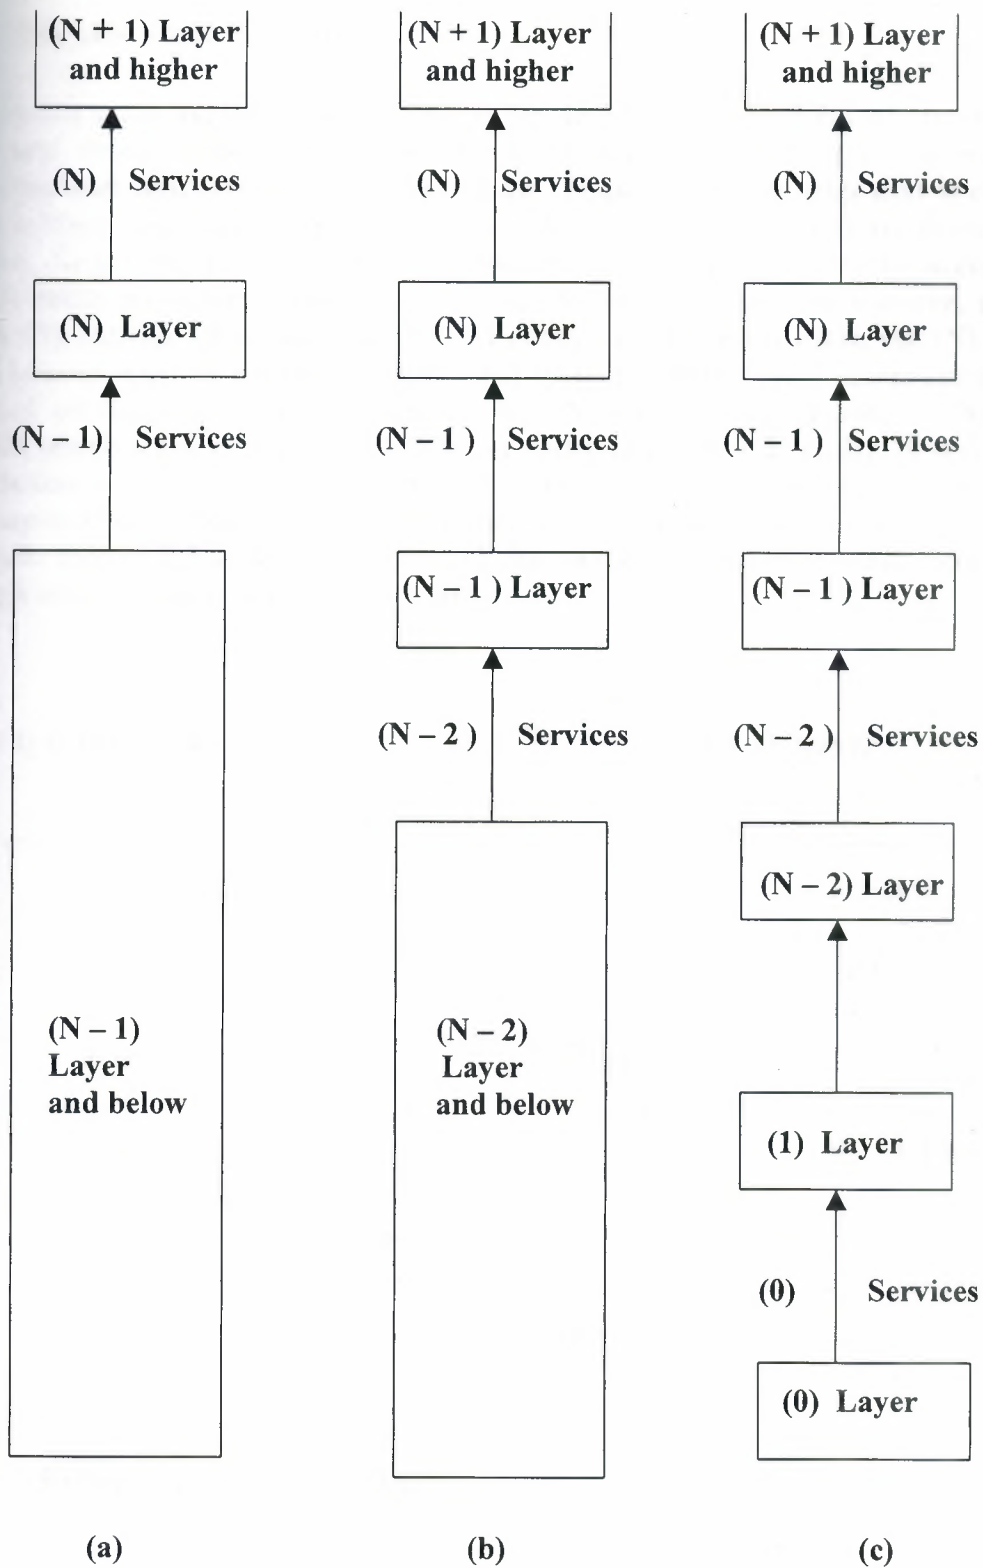 (N + 1) Layer
and higher
(N) Services
(N) Layer
(N – 1) Services
(N – 1)
Layer
and below
(a)
(N + 1) Layer
and higher
(N) Services
(N) Layer
(N – 1 ) Services
(N – 1 ) Layer
(N – 2 ) Services
(N – 2)
Layer
and below
(b)
(N + 1) Layer
and higher
(N) Services
(N) Layer
(N – 1 ) Services
(N – 1 ) Layer
(N – 2 ) Services
(N – 2) Layer
(1) Layer
(0) Services
(0) Layer
(c)